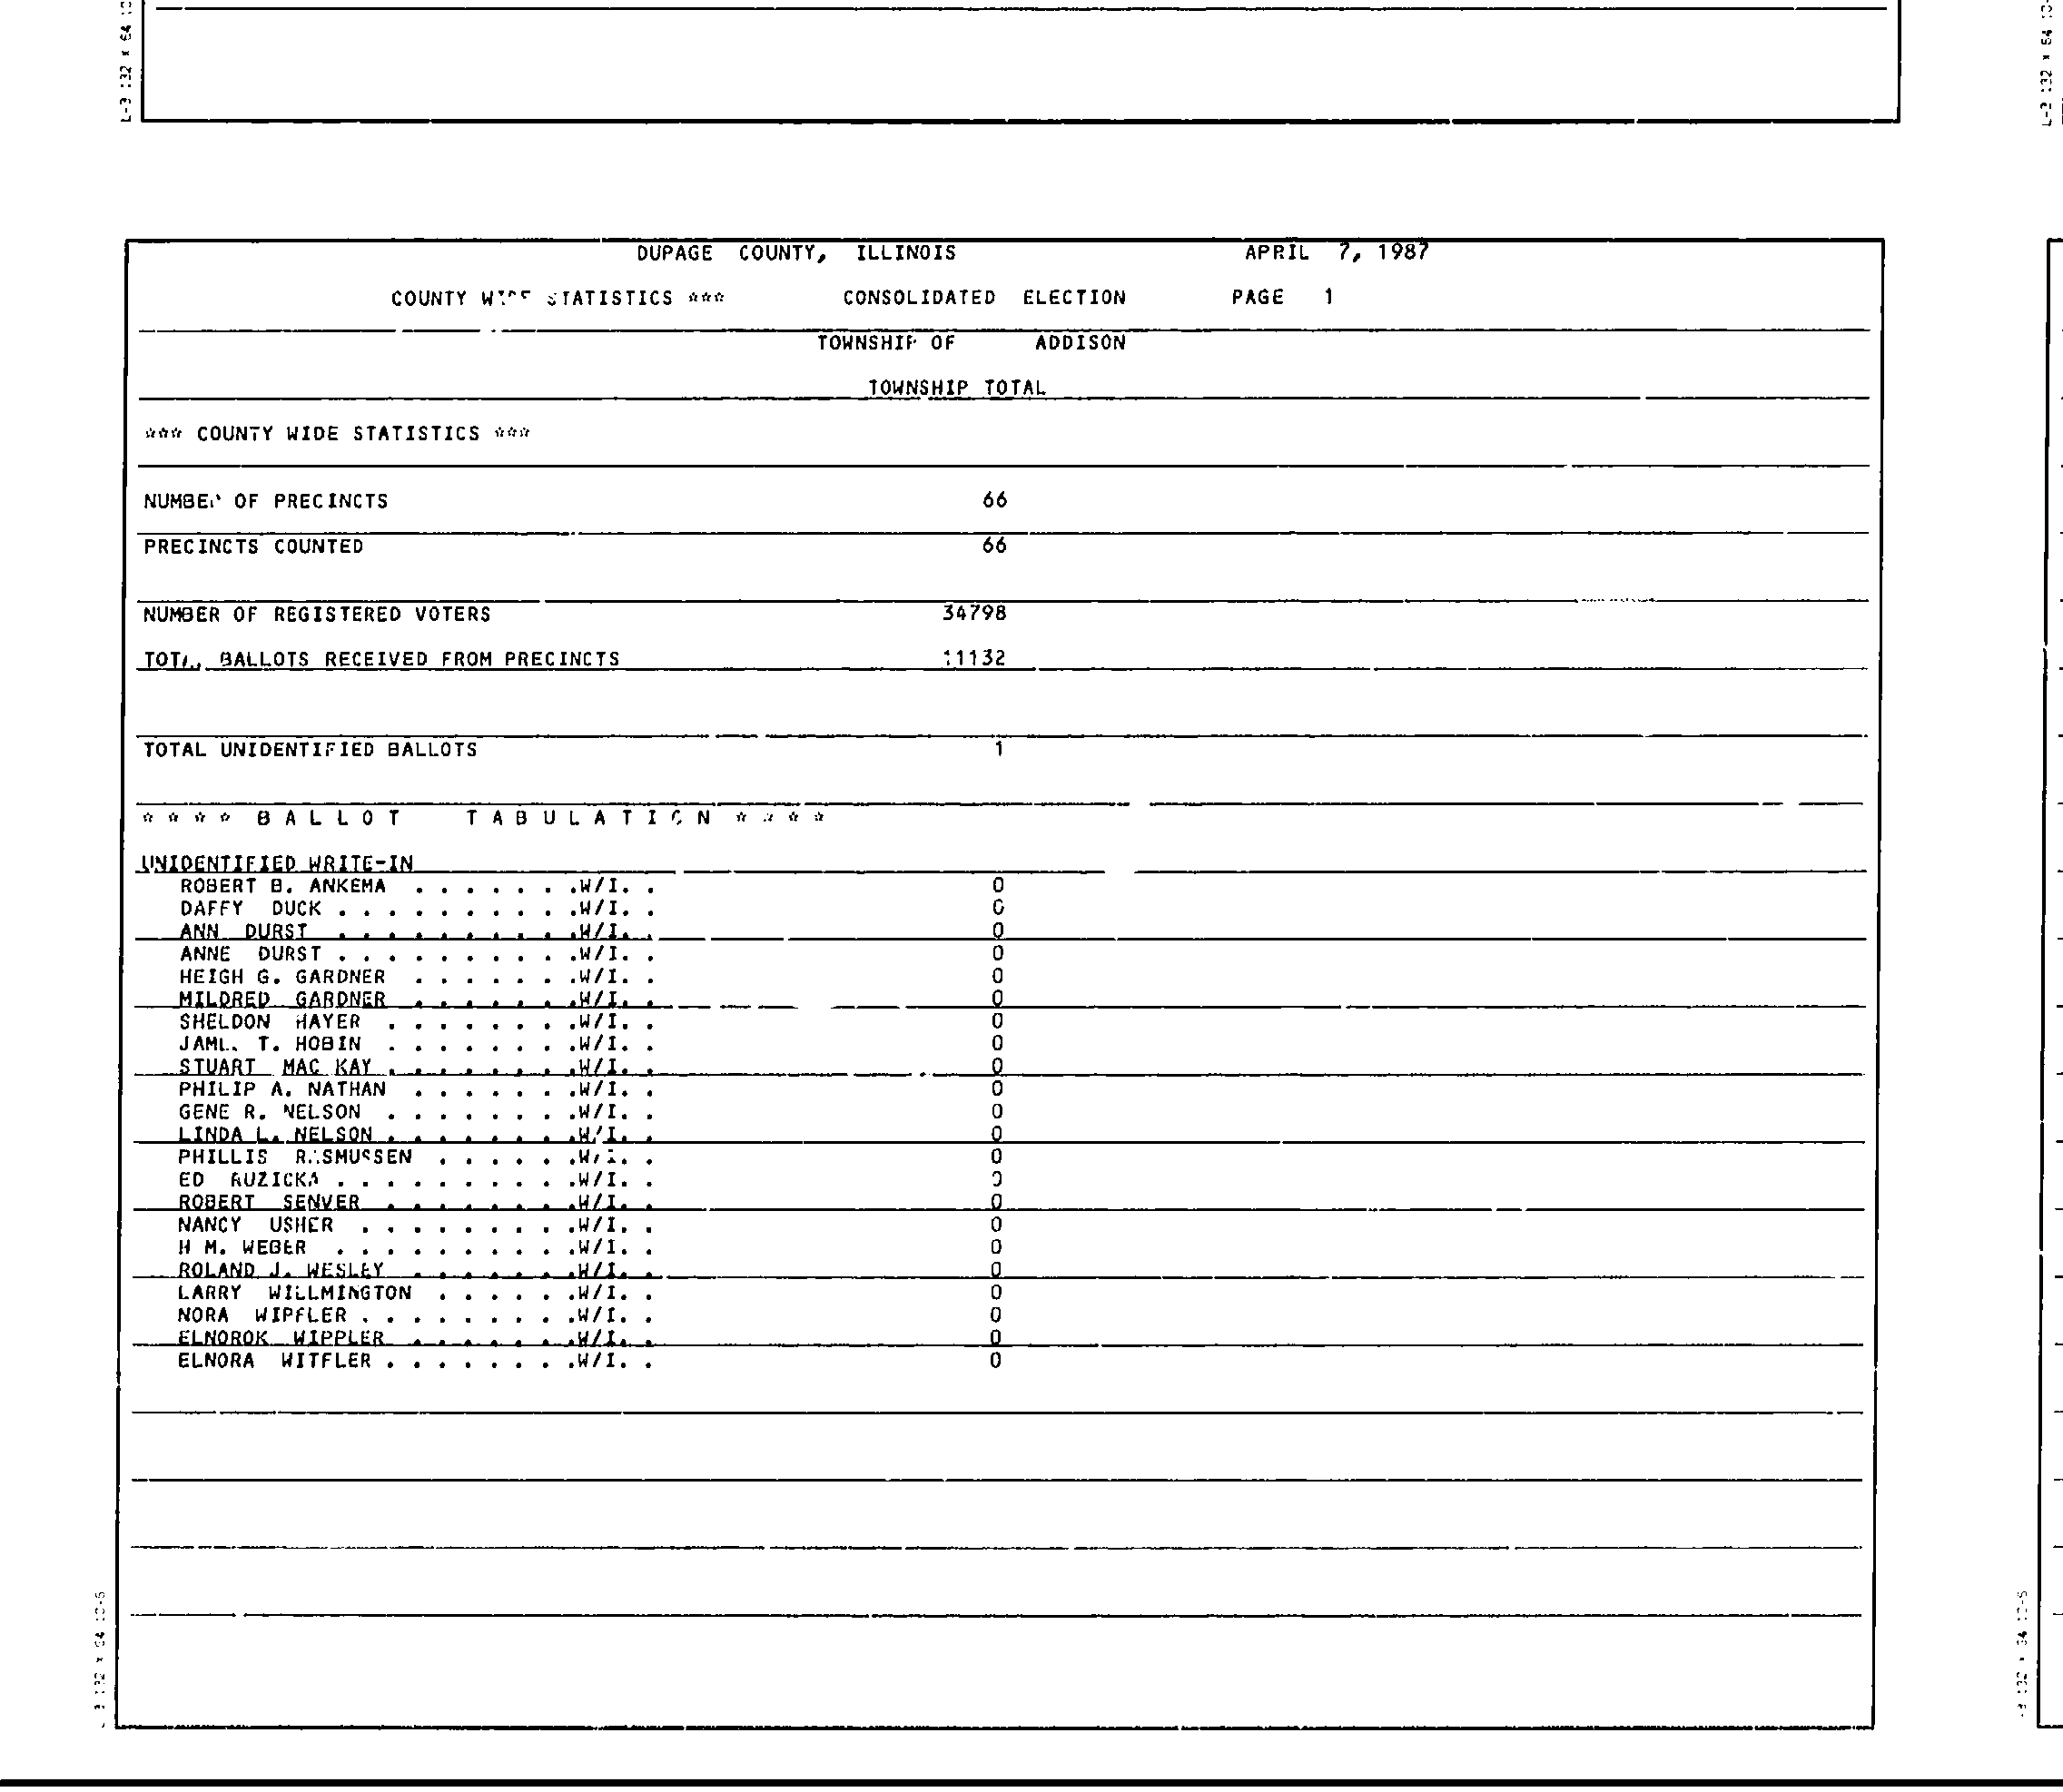 L-3 132 x 64 10-
DUPAGE COUNTY, ILLINOIS APRIL 7, 1987
COUNTY WIDE STATISTICS *** CONSOLIDATED ELECTION PAGE 1
TOWNSHIP OF ADDISON
TOWNSHIP TOTAL
*** COUNTY WIDE STATISTICS ***
NUMBER OF PRECINCTS 66
PRECINCTS COUNTED 66
NUMBER OF REGISTERED VOTERS 34798
BALLOTS RECEIVED FROM PRECINCTS 11132
TOTAL UNIDENTIFIED BALLOTS 1
* * * * B A L L O T T A B U L A T I O N * * * *
UNIDENTIFIED WRITE-IN
ROBERT B. ANKEMA . . . . . . .W/I. . 0
DAFFY DUCK . . . . . . . . . .W/I. . 0
ANN DURST . . . . . . . . . .W/I. . 0
ANNE DURST . . . . . . . . . .W/I. . 0
HEIGH G. GARDNER . . . . . . .W/I. . 0
MILDRED GARDNER . . . . . . .W/I. . 0
SHELDON HAYER . . . . . . . .W/I. . 0
T. HOBIN . . . . . . . .W/I. . 0
STUART MAC KAY . . . . . . . .W/I. . 0
PHILIP A. NATHAN . . . . . . .W/I. . 0
GENE R. NELSON . . . . . . . .W/I. . 0
LINDA L. NELSON . . . . . . . .W/I. . 0
PHILLIS RASMUSSEN . . . . . .W/I. . 0
ED RUZICKA . . . . . . . . . .W/I. . 0
ROBERT SENVER . . . . . . . .W/I. . 0
NANCY USHER . . . . . . . . .W/I. . 0
H M. WEBER . . . . . . . . . .W/I. . 0
ROLAND J. WESLEY . . . . . . .W/I. . 0
LARRY WILLMINGTON . . . . . .W/I. . 0
NORA WIPFLER . . . . . . . . .W/I. . 0
ELNOROK WIPPLER . . . . . . .W/I. . 0
ELNORA WITFLER . . . . . . . .W/I. . 0